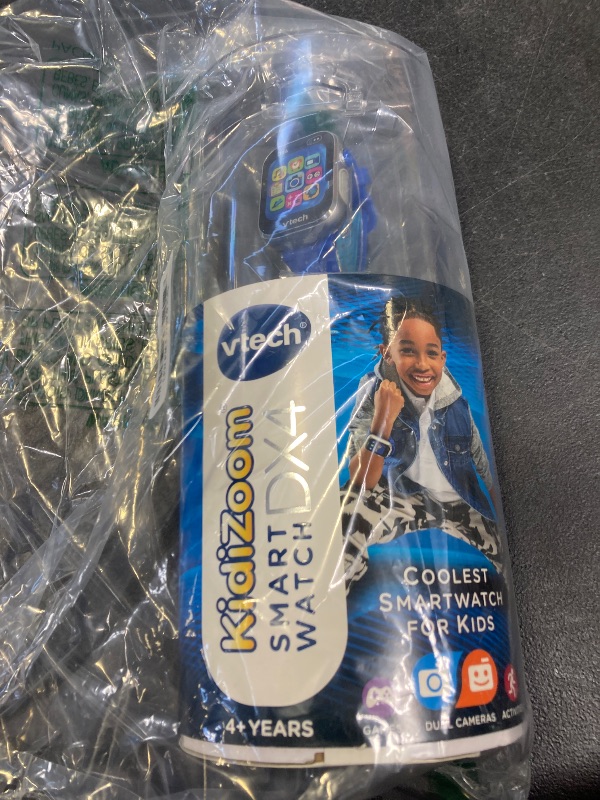 vtech
vtech®
KidiZoom
SMART
WATCH DX4
COOLEST
SMARTWATCH
FOR KIDS
DUAL CAMERAS
4+ YEARS